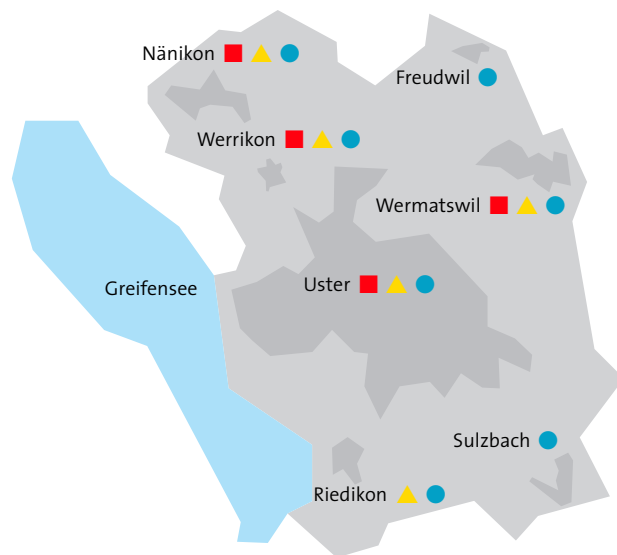 Nänikon
Freudwil
Werrikon
Wermatswil
Greifensee
Uster
Sulzbach
Riedikon